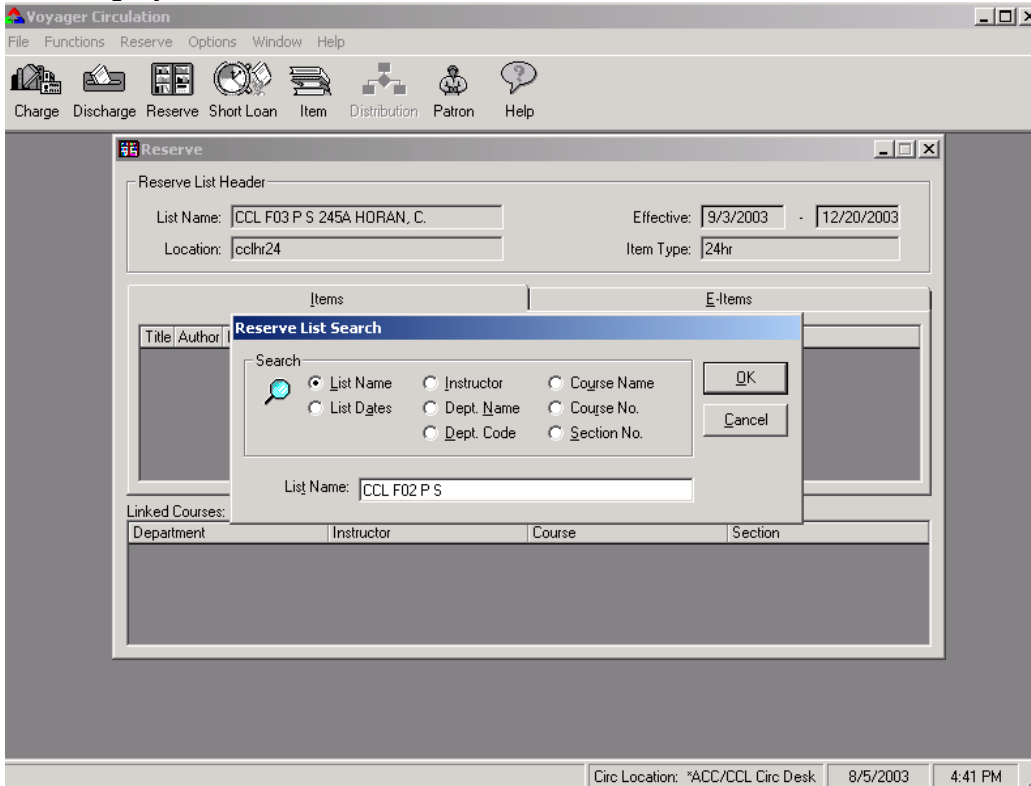 Voyager Circulation
File Functions Reserve Options Window Help
Charge Discharge Reserve Short Loan Item Distribution Patron Help
Reserve
Reserve List Header
List Name: CCL F03 P S 245A HORAN, C. Effective: 9/3/2003 - 12/20/2003
Location: cclhr24 Item Type: 24hr
Items E-Items
Title Author
Reserve List Search
Search
List Name Instructor Course Name OK
List Dates Dept. Name Course No. Cancel
Dept. Code Section No.
List Name: CCL F02 P S
Linked Courses:
Department Instructor Course Section
Circ Location: *ACC/CCL Circ Desk 8/5/2003 4:41 PM